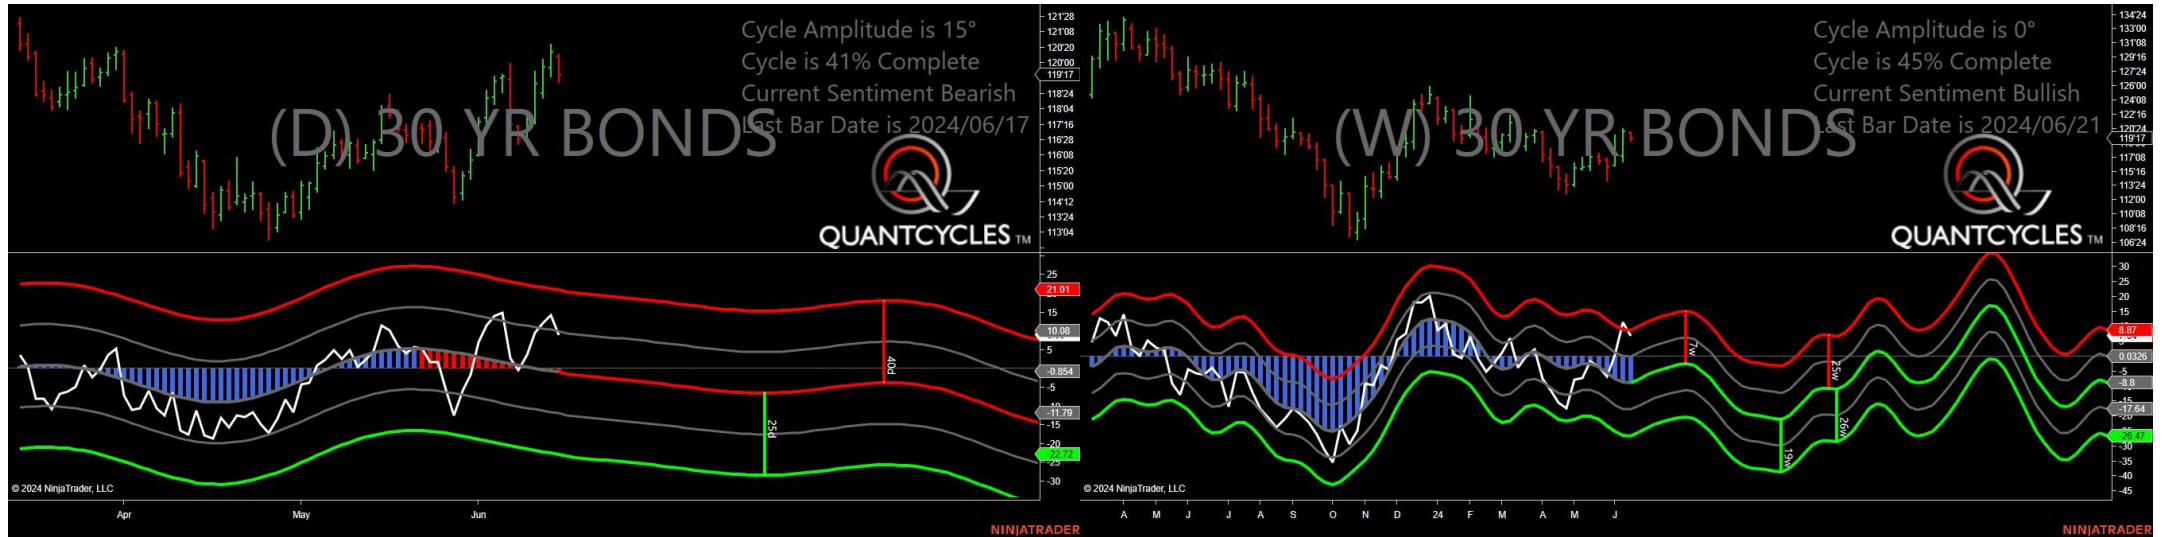 Cycle Amplitude is 15°
Cycle is 41% Complete
Current Sentiment Bearish
Last Bar Date is 2024/06/17
(D) 30 YR BONDS
QUANTCYCLES TM
121'28
121'08
120'20
120'00
119'17
118'24
118'04
117'16
116'28
116'08
115'20
115'00
114'12
113'24
113'04
25
21.01
15
10.08
5
-0.854
-5
-11.79
-15
-20
-22.72
-25
-30
40d
25d
© 2024 NinjaTrader, LLC
Apr
May
Jun
NINJATRADER
Cycle Amplitude is 0°
Cycle is 45% Complete
Current Sentiment Bullish
Last Bar Date is 2024/06/21
(W) 30 YR BONDS
QUANTCYCLES TM
134'24
133'00
131'08
129'16
127'24
126'00
124'08
122'16
120'24
119'17
117'08
115'16
113'24
112'00
110'08
108'16
106'24
30
25
20
15
8.87
0.0326
-5
-8.8
-17.64
-26.47
-30
-35
-40
-45
7w
25w
26w
19w
© 2024 NinjaTrader, LLC
A
M
J
J
A
S
O
N
D
24
F
M
A
M
J
NINJATRADER